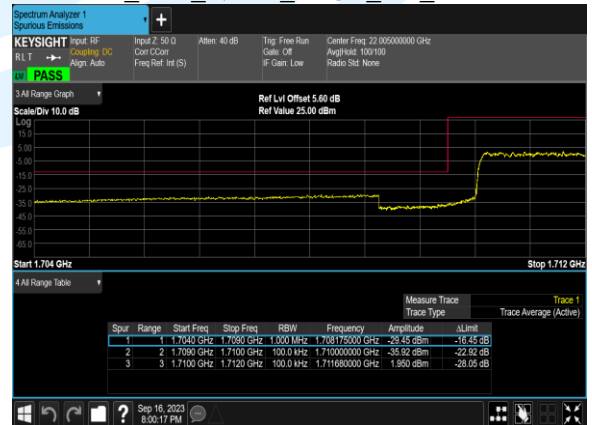 Spectrum Analyzer 1
Spurious Emissions
+
KEYSIGHT Input: RF Input Z: 50 Ω Atten: 40 dB Trig: Free Run Center Freq: 22.005000000 GHz
RLT Coupling: DC Corr CCorr Gate: Off Avg|Hold: 100/100
Align: Auto Freq Ref: Int (S) IF Gain: Low Radio Std: None
LV PASS
3 All Range Graph
Ref Lvl Offset 5.60 dB
Scale/Div 10.0 dB Ref Value 25.00 dBm
Log
15.0
5.00
-5.00
-15.0
-25.0
-35.0
-45.0
-55.0
-65.0
Start 1.704 GHz Stop 1.712 GHz
4 All Range Table
Measure Trace Trace 1
Trace Type Trace Average (Active)
Spur Range Start Freq Stop Freq RBW Frequency Amplitude ΔLimit
1 1 1.7040 GHz 1.7090 GHz 1.000 MHz 1.708175000 GHz -29.45 dBm -16.45 dB
2 2 1.7090 GHz 1.7100 GHz 100.0 kHz 1.710000000 GHz -35.92 dBm -22.92 dB
3 3 1.7100 GHz 1.7120 GHz 100.0 kHz 1.711680000 GHz 1.950 dBm -28.05 dB
? Sep 16, 2023
8:00:17 PM